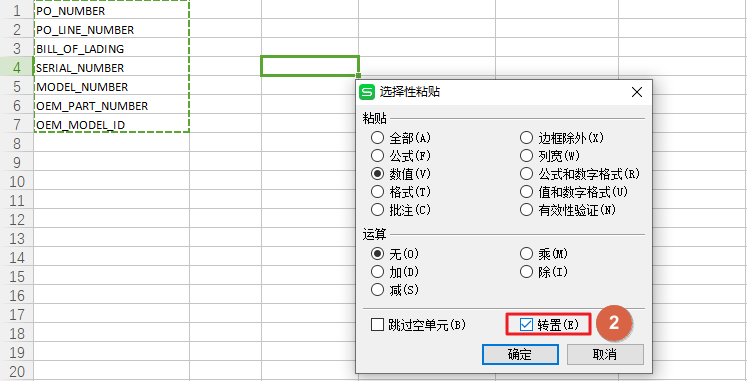 1 PO_NUMBER
2 PO_LINE_NUMBER
3 BILL_OF_LADING
4 SERIAL_NUMBER
5 MODEL_NUMBER
6 OEM_PART_NUMBER
7 OEM_MODEL_ID
8
9
10
11
12
13
14
15
16
17
18
19
20
S 选择性粘贴
粘贴
全部(A) 边框除外(X)
公式(F) 列宽(W)
数值(V) 公式和数字格式(R)
格式(T) 值和数字格式(U)
批注(C) 有效性验证(N)
运算
无(O) 乘(M)
加(D) 除(I)
减(S)
跳过空单元(B) 转置(E) 2
确定 取消